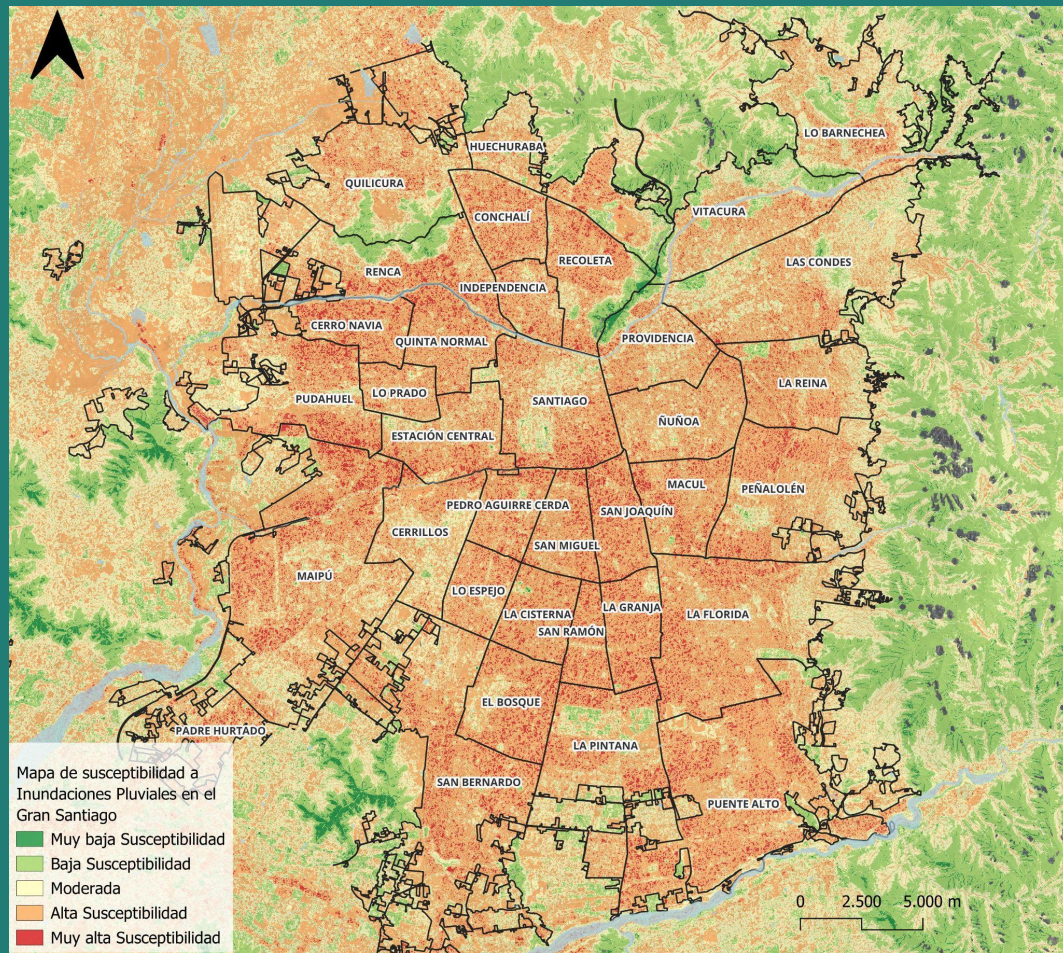 LO BARNECHEA
HUECHURABA
QUILICURA
VITACURA
CONCHALÍ
RECOLETA
LAS CONDES
RENCA
INDEPENDENCIA
CERRO NAVIA
QUINTA NORMAL
PROVIDENCIA
LA REINA
LO PRADO
PUDAHUEL
SANTIAGO
ÑUÑOA
ESTACIÓN CENTRAL
MACUL
PEÑALOLÉN
PEDRO AGUIRRE CERDA
SAN JOAQUÍN
CERRILLOS
SAN MIGUEL
MAIPÚ
LO ESPEJO
LA GRANJA
LA CISTERNA
LA FLORIDA
SAN RAMÓN
EL BOSQUE
PADRE HURTADO
LA PINTANA
SAN BERNARDO
PUENTE ALTO
Mapa de susceptibilidad a
Inundaciones Pluviales en el
Gran Santiago
Muy baja Susceptibilidad
Baja Susceptibilidad
Moderada
Alta Susceptibilidad
Muy alta Susceptibilidad
0 2.500 5.000 m